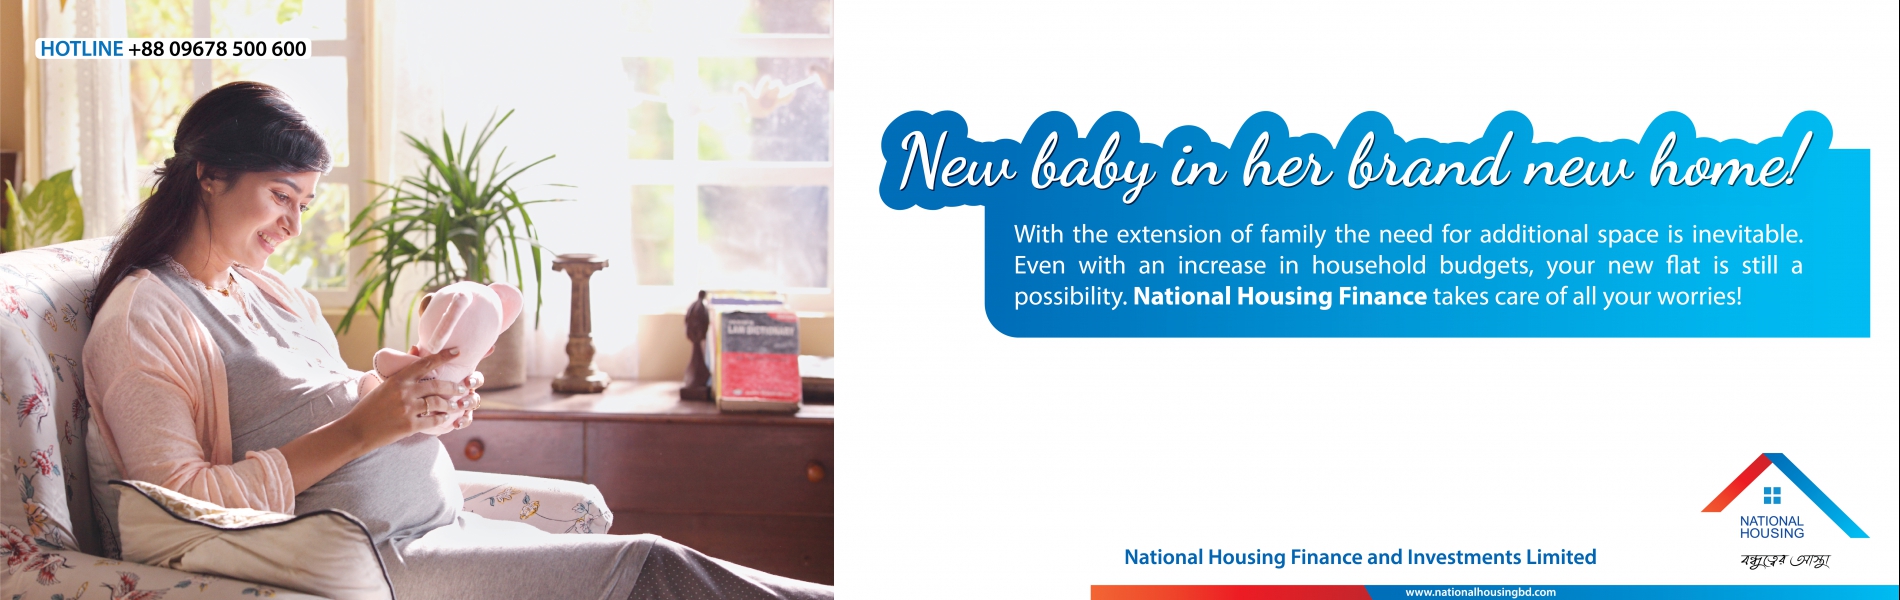 HOTLINE +88 09678 500 600
New baby in her brand new home!
With the extension of family the need for additional space is inevitable.
Even with an increase in household budgets, your new flat is still a
possibility. National Housing Finance takes care of all your worries!
LAW DICTIONARY
NATIONAL
HOUSING
বন্ধুত্বের আস্থা
National Housing Finance and Investments Limited
www.nationalhousingbd.com